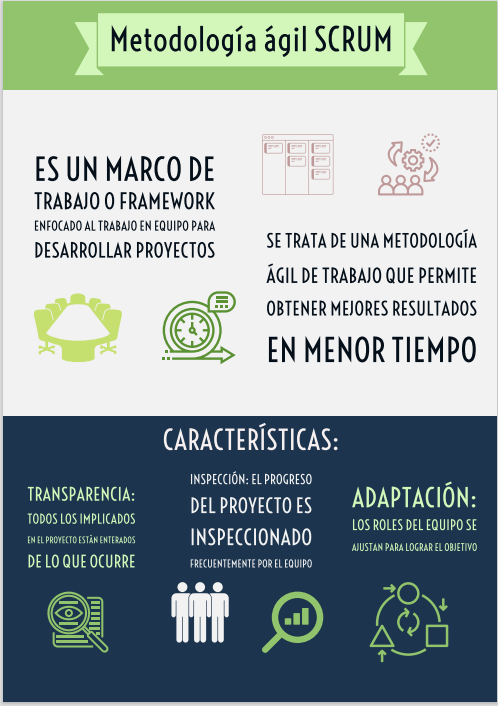 Metodología ágil SCRUM
ES UN MARCO DE
TRABAJO O FRAMEWORK
ENFOCADO AL TRABAJO EN EQUIPO PARA
DESARROLLAR PROYECTOS
SE TRATA DE UNA METODOLOGÍA
ÁGIL DE TRABAJO QUE PERMITE
OBTENER MEJORES RESULTADOS
EN MENOR TIEMPO
CARACTERÍSTICAS:
TRANSPARENCIA:
TODOS LOS IMPLICADOS
EN EL PROYECTO ESTÁN ENTERADOS
DE LO QUE OCURRE
INSPECCIÓN: EL PROGRESO
DEL PROYECTO ES
INSPECCIONADO
FRECUENTEMENTE POR EL EQUIPO
ADAPTACIÓN:
LOS ROLES DEL EQUIPO SE
AJUSTAN PARA LOGRAR EL OBJETIVO